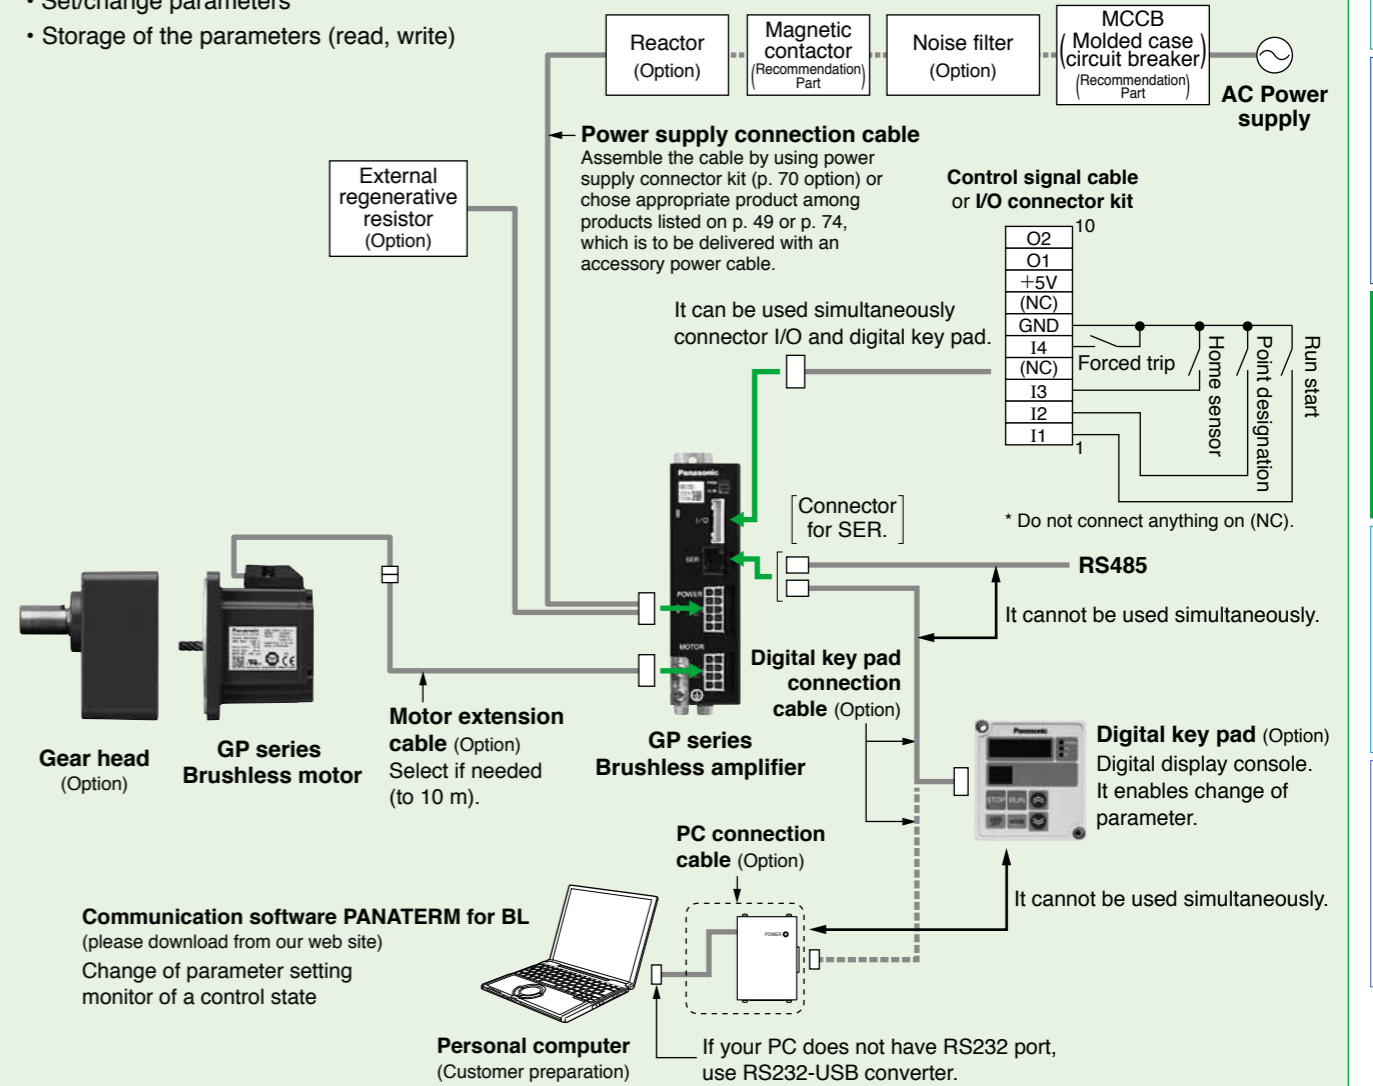 • Set/change parameters
• Storage of the parameters (read, write)
Reactor
(Option)
Magnetic
contactor
(Recommendation
Part)
Noise filter
(Option)
MCCB
(Molded case
circuit breaker)
(Recommendation
Part)
AC Power
supply
Power supply connection cable
Assemble the cable by using power
supply connector kit (p. 70 option) or
chose appropriate product among
products listed on p. 49 or p. 74,
which is to be delivered with an
accessory power cable.
External
regenerative
resistor
(Option)
Control signal cable
or I/O connector kit
10
O2
O1
+5V
(NC)
GND
I4
(NC)
I3
I2
I1
1
Forced trip
Home sensor
Point designation
Run start
* Do not connect anything on (NC).
It can be used simultaneously
connector I/O and digital key pad.
Panasonic
I/O
SER
POWER
MOTOR
[Connector
for SER.]
RS485
It cannot be used simultaneously.
Digital key pad
connection
cable (Option)
GP series
Brushless amplifier
Gear head
(Option)
Panasonic
GP series
Brushless motor
Motor extension
cable (Option)
Select if needed
(to 10 m).
Panasonic
STOP
RUN
Digital key pad (Option)
Digital display console.
It enables change of
parameter.
It cannot be used simultaneously.
PC connection
cable (Option)
POWER
Communication software PANATERM for BL
(please download from our web site)
Change of parameter setting
monitor of a control state
Personal computer
(Customer preparation)
If your PC does not have RS232 port,
use RS232-USB converter.